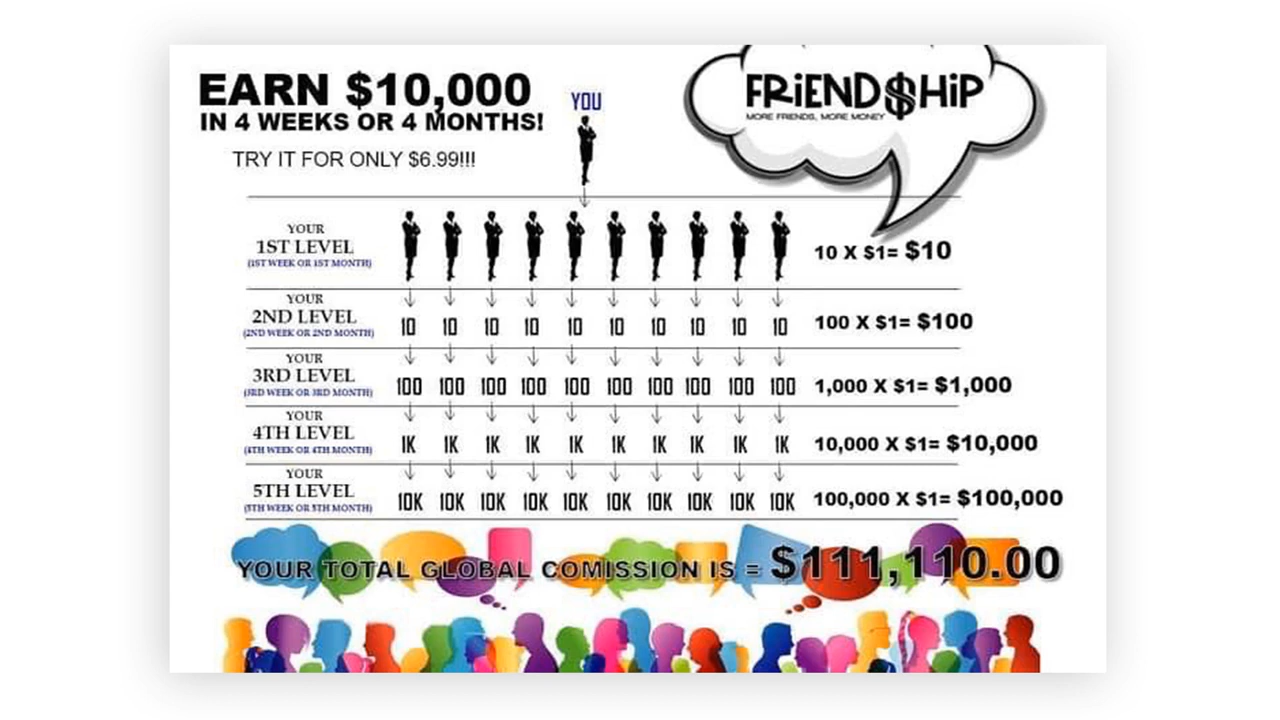 EARN $10,000
IN 4 WEEKS OR 4 MONTHS!
TRY IT FOR ONLY $6.99!!!
YOU
FRiEND$HiP
MORE FRIENDS, MORE MONEY
YOUR
1ST LEVEL
(1ST WEEK OR 1ST MONTH)
10 X $1= $10
YOUR
2ND LEVEL
(2ND WEEK OR 2ND MONTH)
10 10 10 10 10 10 10 10 10 10
100 X $1= $100
YOUR
3RD LEVEL
(3RD WEEK OR 3RD MONTH)
100 100 100 100 100 100 100 100 100 100
1,000 X $1= $1,000
YOUR
4TH LEVEL
(4TH WEEK OR 4TH MONTH)
1K 1K 1K 1K 1K 1K 1K 1K 1K 1K
10,000 X $1= $10,000
YOUR
5TH LEVEL
(5TH WEEK OR 5TH MONTH)
10K 10K 10K 10K 10K 10K 10K 10K 10K 10K
100,000 X $1= $100,000
YOUR TOTAL GLOBAL COMISSION IS = $111,110.00